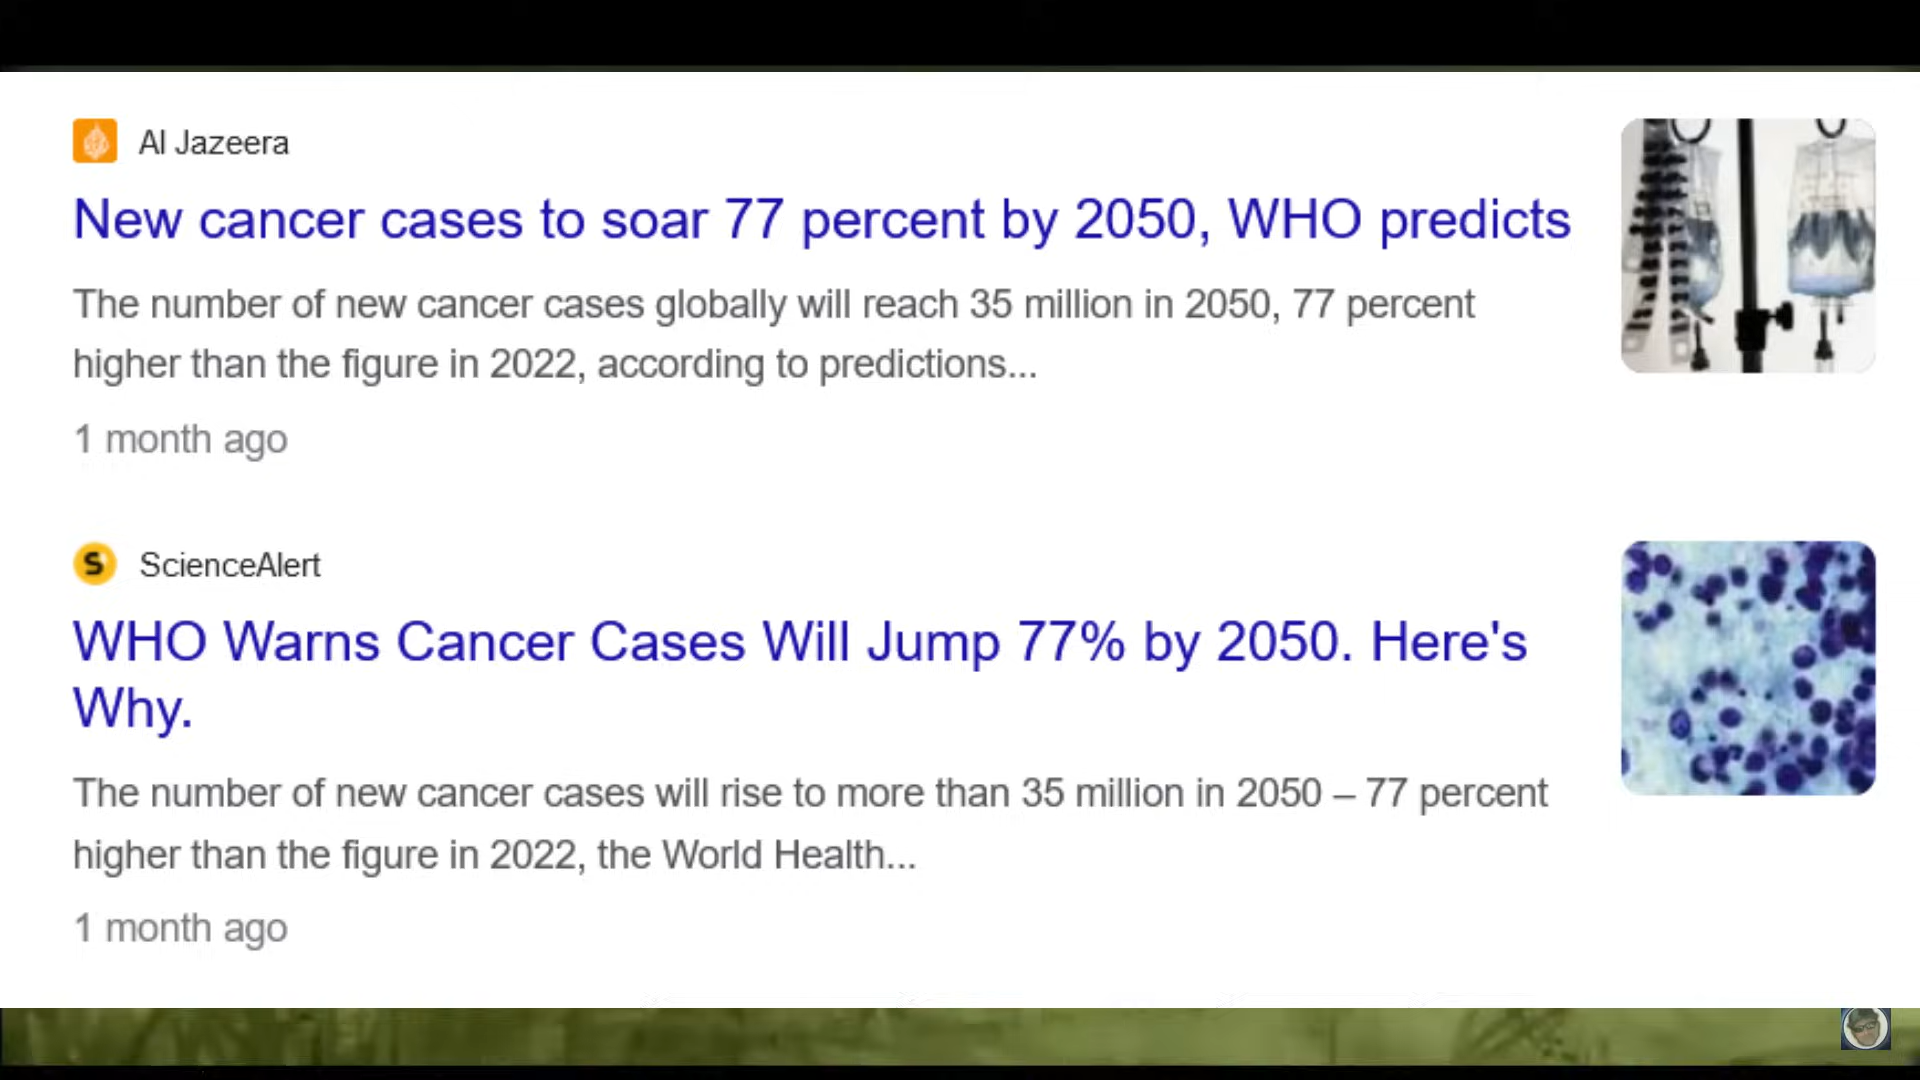 Al Jazeera
New cancer cases to soar 77 percent by 2050, WHO predicts
The number of new cancer cases globally will reach 35 million in 2050, 77 percent
higher than the figure in 2022, according to predictions...
1 month ago
S ScienceAlert
WHO Warns Cancer Cases Will Jump 77% by 2050. Here's
Why.
The number of new cancer cases will rise to more than 35 million in 2050 – 77 percent
higher than the figure in 2022, the World Health...
1 month ago